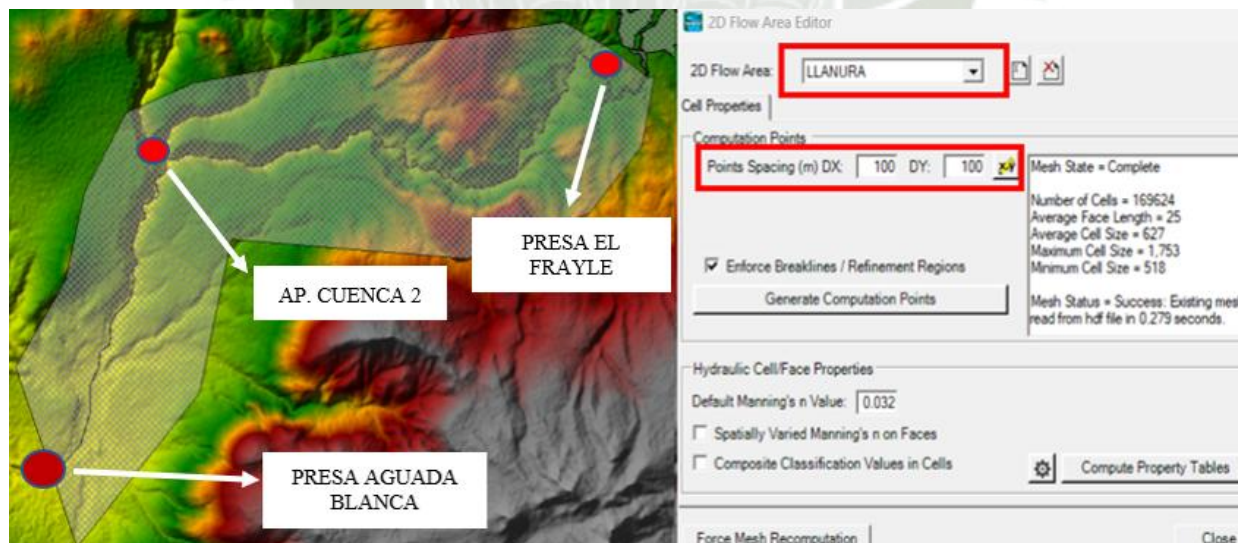 PRESA EL
FRAYLE
AP. CUENCA 2
PRESA AGUADA
BLANCA
2D Flow Area Editor
2D Flow Area: LLANURA
Cell Properties
Computation Points
Points Spacing (m) DX: 100 DY: 100
Mesh State = Complete
Number of Cells = 169624
Average Face Length = 25
Average Cell Size = 627
Maximum Cell Size = 1,753
Minimum Cell Size = 518
Mesh Status = Success: Existing mes
read from hdf file in 0.279 seconds.
Enforce Breaklines / Refinement Regions
Generate Computation Points
Hydraulic Cell/Face Properties
Default Manning's n Value: 0.032
Spatially Varied Manning's n on Faces
Composite Classification Values in Cells
Compute Property Tables
Force Mesh Recomputation
Close